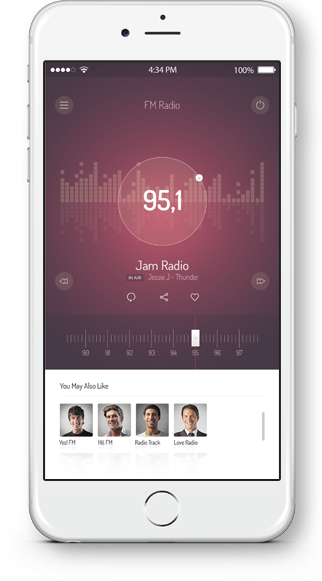 4:34 PM
100%
FM Radio
95,1
Jam Radio
IN AIR Jessie J - Thunder
90 91 92 93 94 95 96 97
You May Also Like
Yes! FM Hit FM Radio Track Love Radio